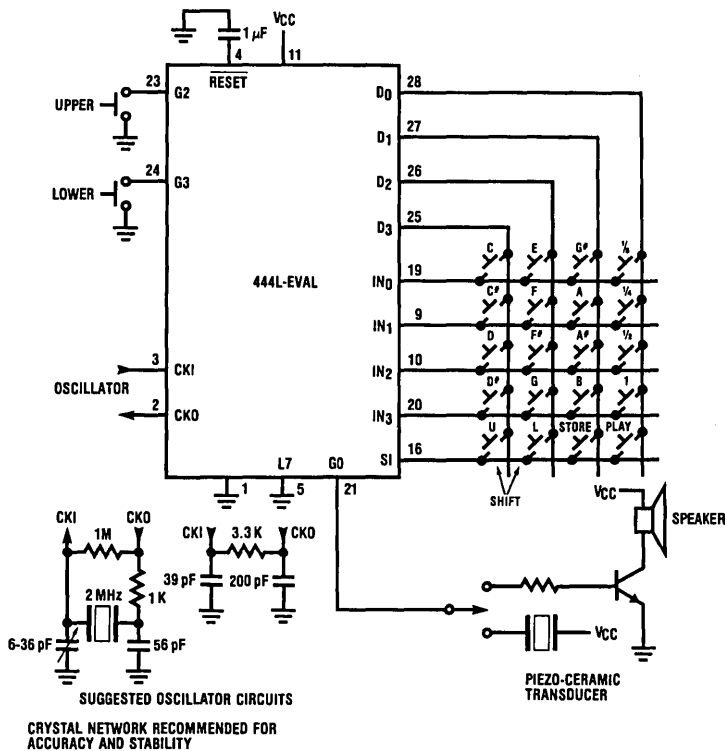 VCC
1 μF
4
11
RESET
23
G2
UPPER
24
G3
LOWER
D0
28
D1
27
D2
26
D3
25
444L-EVAL
C
E
G#
1/8
IN0
19
C#
F
A
1/4
IN1
9
D
F#
A#
1/2
IN2
10
D#
G
B
1
IN3
20
U
L
STORE
PLAY
SI
16
SHIFT
3
CKI
OSCILLATOR
2
CKO
L7
G0
1
5
21
VCC
SPEAKER
CKI
1M
CKO
1K
2 MHz
6-36 pF
56 pF
CKI
3.3 K
CKO
39 pF
200 pF
VCC
PIEZO-CERAMIC
TRANSDUCER
SUGGESTED OSCILLATOR CIRCUITS
CRYSTAL NETWORK RECOMMENDED FOR
ACCURACY AND STABILITY